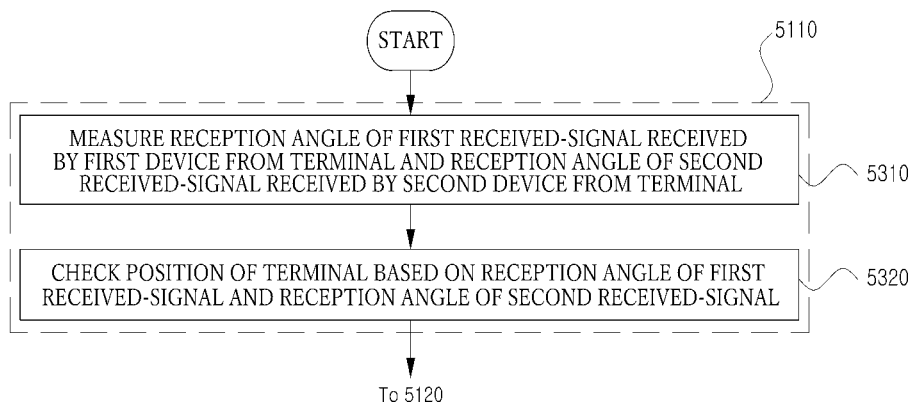 START
5110
MEASURE RECEPTION ANGLE OF FIRST RECEIVED-SIGNAL RECEIVED
BY FIRST DEVICE FROM TERMINAL AND RECEPTION ANGLE OF SECOND
RECEIVED-SIGNAL RECEIVED BY SECOND DEVICE FROM TERMINAL
5310
CHECK POSITION OF TERMINAL BASED ON RECEPTION ANGLE OF FIRST
RECEIVED-SIGNAL AND RECEPTION ANGLE OF SECOND RECEIVED-SIGNAL
5320
To 5120